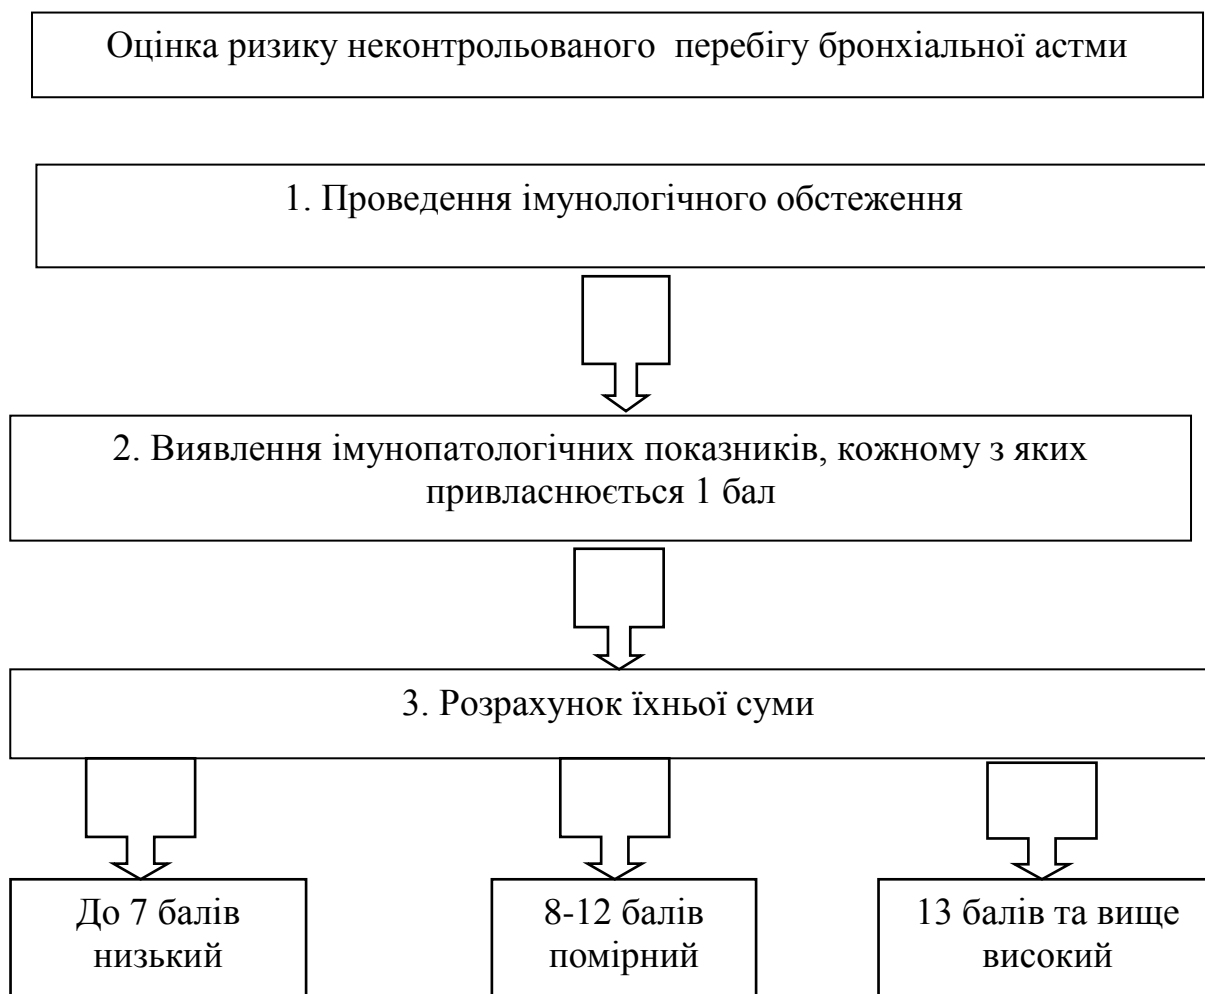 Оцінка ризику неконтрольованого перебігу бронхіальної астми
1. Проведення імунологічного обстеження
2. Виявлення імунопатологічних показників, кожному з яких
привласнюється 1 бал
3. Розрахунок їхньої суми
До 7 балів
низький
8-12 балів
помірний
13 балів та вище
високий